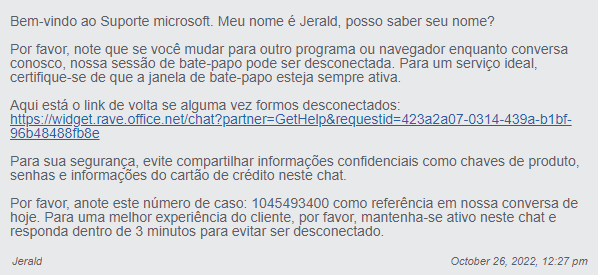 Bem-vindo ao Suporte microsoft. Meu nome é Jerald, posso saber seu nome?
Por favor, note que se você mudar para outro programa ou navegador enquanto conversa
conosco, nossa sessão de bate-papo pode ser desconectada. Para um serviço ideal,
certifique-se de que a janela de bate-papo esteja sempre ativa.
Aqui está o link de volta se alguma vez formos desconectados:
https://widget.rave.office.net/chat?partner=GetHelp&requestid=423a2a07-0314-439a-b1bf-
96b48488fb8e
Para sua segurança, evite compartilhar informações confidenciais como chaves de produto,
senhas e informações do cartão de crédito neste chat.
Por favor, anote este número de caso: 1045493400 como referência em nossa conversa de
hoje. Para uma melhor experiência do cliente, por favor, mantenha-se ativo neste chat e
responda dentro de 3 minutos para evitar ser desconectado.
Jerald October 26, 2022, 12:27 pm